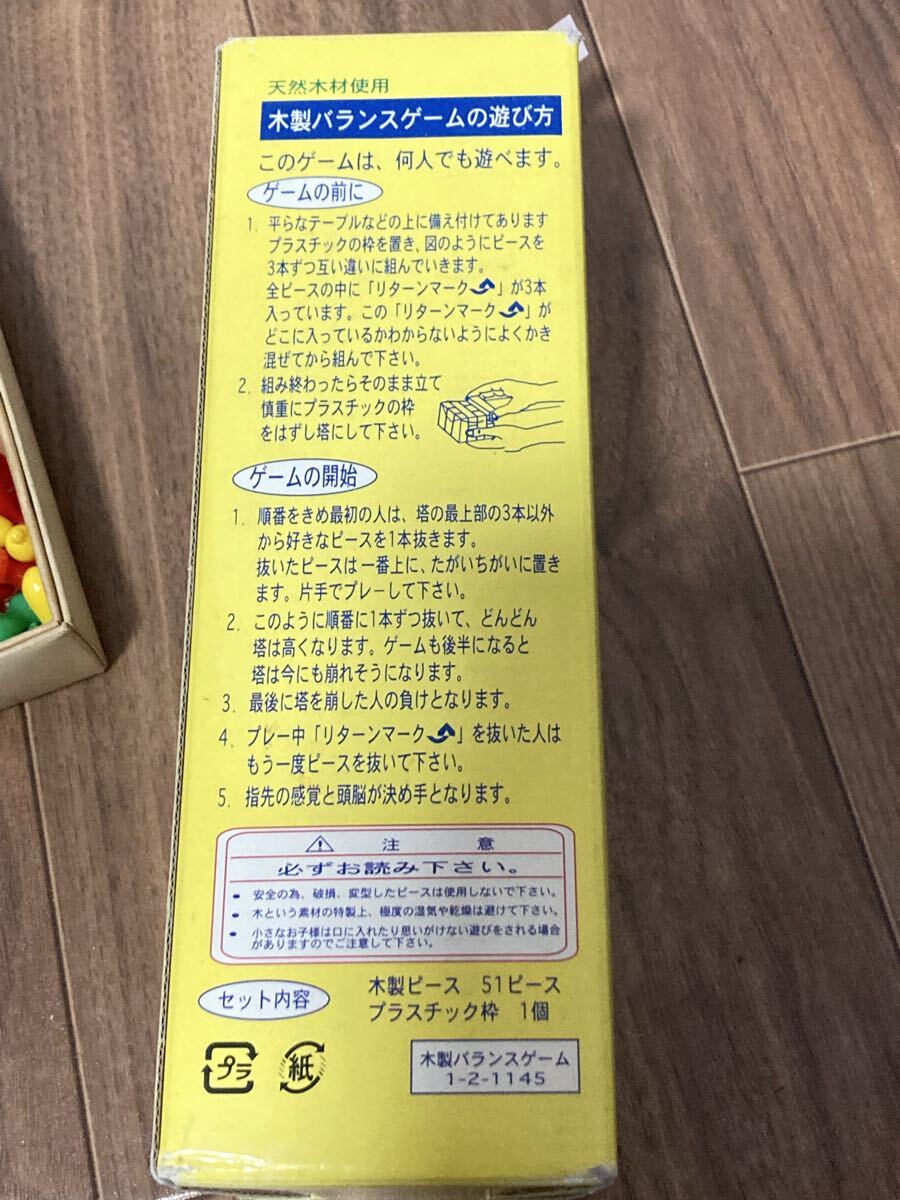 天然木材使用
木製バランスゲームの遊び方
このゲームは、何人でも遊べます。
ゲームの前に
1. 平らなテーブルなどの上に備え付けてあります
プラスチックの枠を置き、図のようにピースを
3本ずつ互い違いに組んでいきます。
全ピースの中に「リターンマーク」が3本
入っています。この「リターンマーク」が
どこに入っているかわからないようによくかき
混ぜてから組んで下さい。
2. 組み終わったらそのまま立て
慎重にプラスチックの枠
をはずし塔にして下さい。
ゲームの開始
1. 順番をきめ最初の人は、塔の最上部の3本以外
から好きなピースを1本抜きます。
抜いたピースは一番上に、たがいちがいに置き
ます。片手でプレーして下さい。
2. このように順番に1本ずつ抜いて、どんどん
塔は高くなります。ゲームも後半になると
塔は今にも崩れそうになります。
3. 最後に塔を崩した人の負けとなります。
4. プレー中「リターンマーク」を抜いた人は
もう一度ピースを抜いて下さい。
5. 指先の感覚と頭脳が決め手となります。
注 意
必ずお読み下さい。
• 安全の為、破損、変型したピースは使用しないで下さい。
• 木という素材の特製上、極度の湿気や乾燥は避けて下さい。
• 小さなお子様は口に入れたり思いがけない遊びをされる場合
がありますのでご注意して下さい。
セット内容
木製ピース 51ピース
プラスチック枠 1個
プラ
紙
木製バランスゲーム
1-2-1145